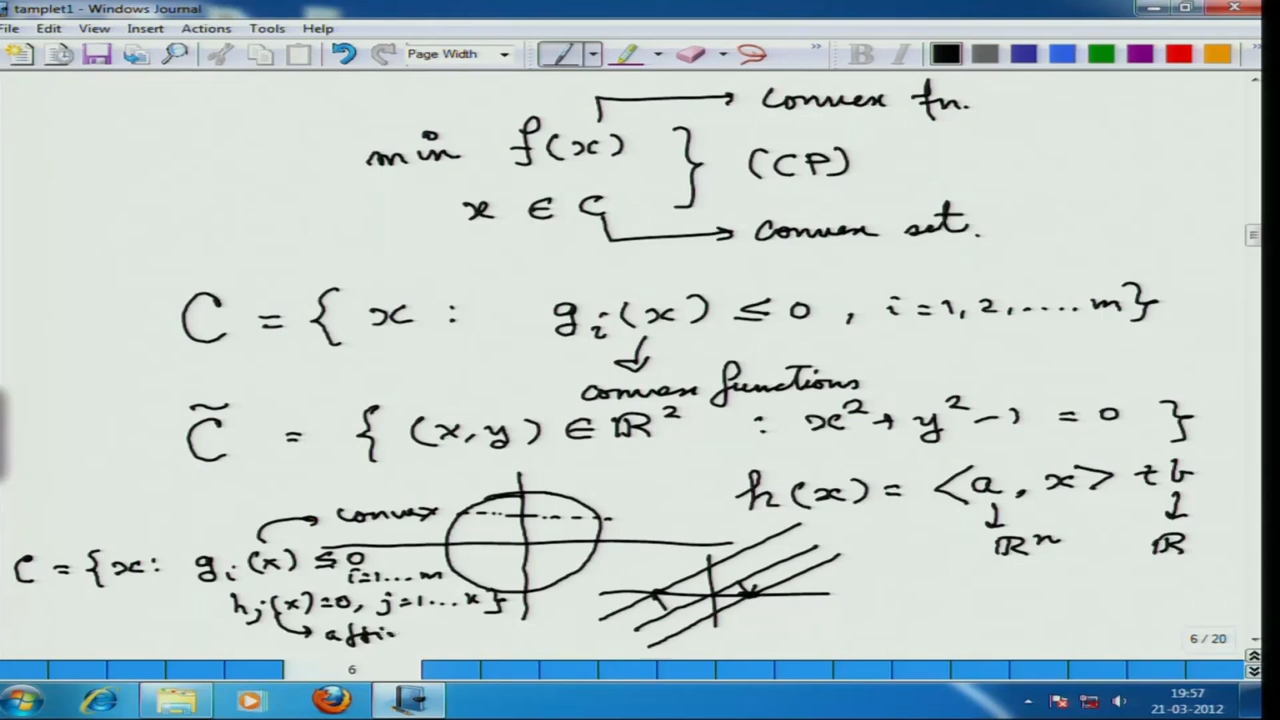 tamplet1 - Windows Journal
File Edit View Insert Actions Tools Help
Page Width
convex fn.
min f(x) } (CP)
x ∈ C
convex set.
C = { x : g_i(x) ≤ 0 , i = 1, 2, .... m }
convex functions
C̃ = { (x, y) ∈ ℝ² : x² + y² - 1 = 0 }
h(x) = <a, x> + b
ℝⁿ ℝ
convex
C = { x : g_i(x) ≤ 0
i = 1 ... m
h_j(x) = 0, j = 1 ... k }
affi
6 / 20
6
19:57
21-03-2012